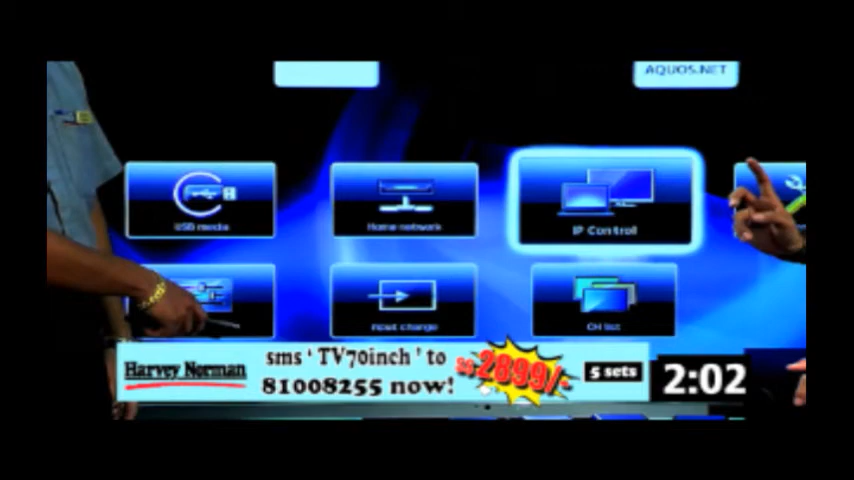 AQUOS.NET
USB media
Home network
IP Control
Input change
CH list
Harvey Norman
sms ' TV70inch ' to
81008255 now!
2899/-
5 sets
2:02